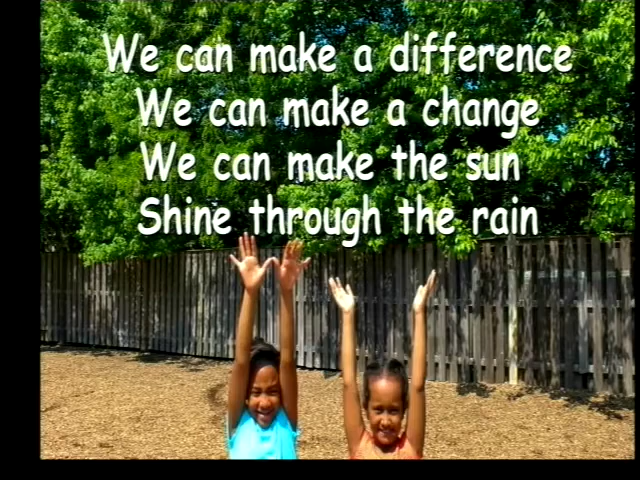 We can make a difference
We can make a change
We can make the sun
Shine through the rain